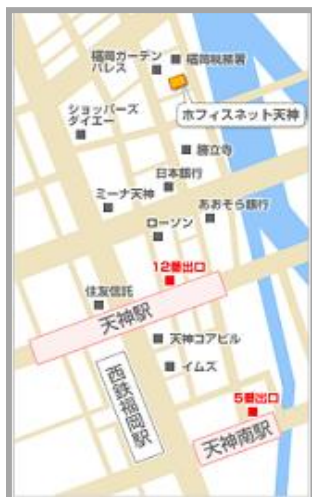 福岡ガーデン
パレス
福岡税務署
ホフィスネット天神
ショッパーズ
ダイエー
勝立寺
日本銀行
ミーナ天神
あおぞら銀行
ローソン
12番出口
住友信託
天神駅
天神コアビル
西鉄福岡駅
イムズ
5番出口
天神南駅